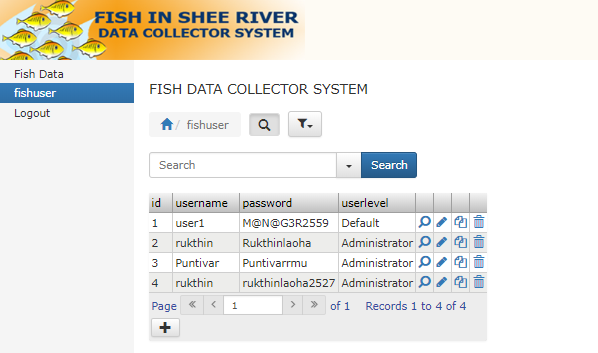 FISH IN SHEE RIVER
DATA COLLECTOR SYSTEM
Fish Data
fishuser
Logout
FISH DATA COLLECTOR SYSTEM
/ fishuser
Search Search
id username password userlevel
1 user1 M@N@G3R2559 Default
2 rukthin Rukthinlaoha Administrator
3 Puntivar Puntivarrmu Administrator
4 rukthin rukthinlaoha2527 Administrator
Page 1 of 1 Records 1 to 4 of 4